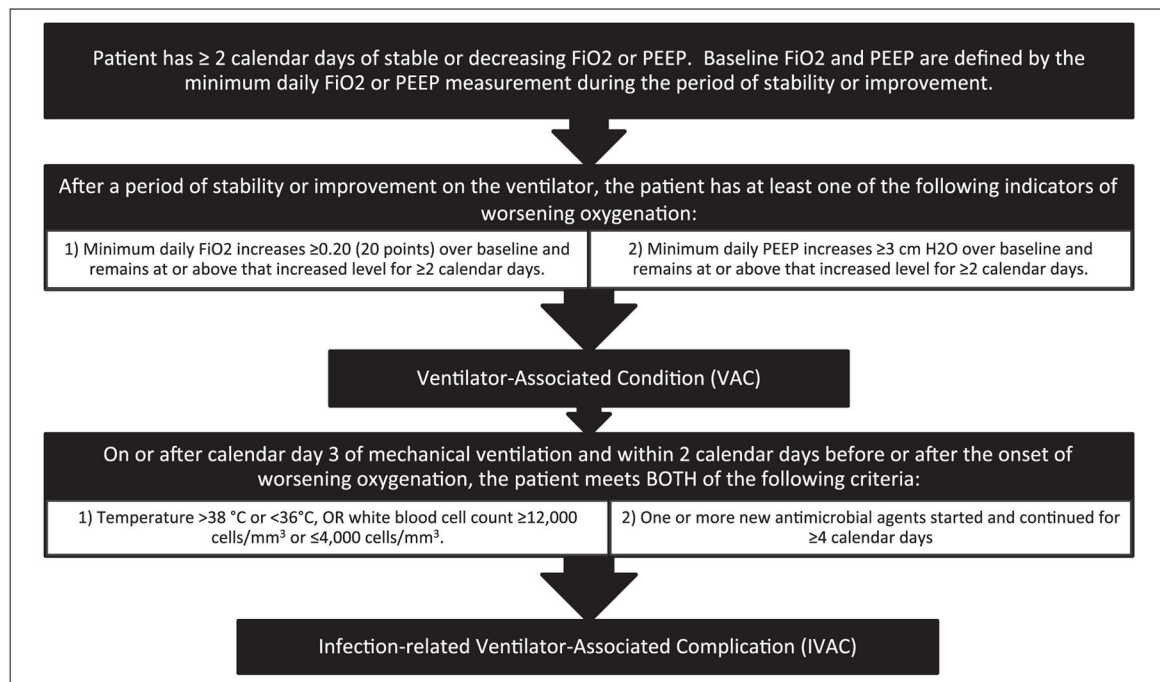 Patient has ≥ 2 calendar days of stable or decreasing FiO2 or PEEP.  Baseline FiO2 and PEEP are defined by the
minimum daily FiO2 or PEEP measurement during the period of stability or improvement.
After a period of stability or improvement on the ventilator, the patient has at least one of the following indicators of
worsening oxygenation:
1) Minimum daily FiO2 increases ≥0.20 (20 points) over baseline and
remains at or above that increased level for ≥2 calendar days.
2) Minimum daily PEEP increases ≥3 cm H2O over baseline and
remains at or above that increased level for ≥2 calendar days.
Ventilator-Associated Condition (VAC)
On or after calendar day 3 of mechanical ventilation and within 2 calendar days before or after the onset of
worsening oxygenation, the patient meets BOTH of the following criteria:
1) Temperature >38 °C or <36°C, OR white blood cell count ≥12,000
cells/mm³ or ≤4,000 cells/mm³.
2) One or more new antimicrobial agents started and continued for
≥4 calendar days
Infection-related Ventilator-Associated Complication (IVAC)